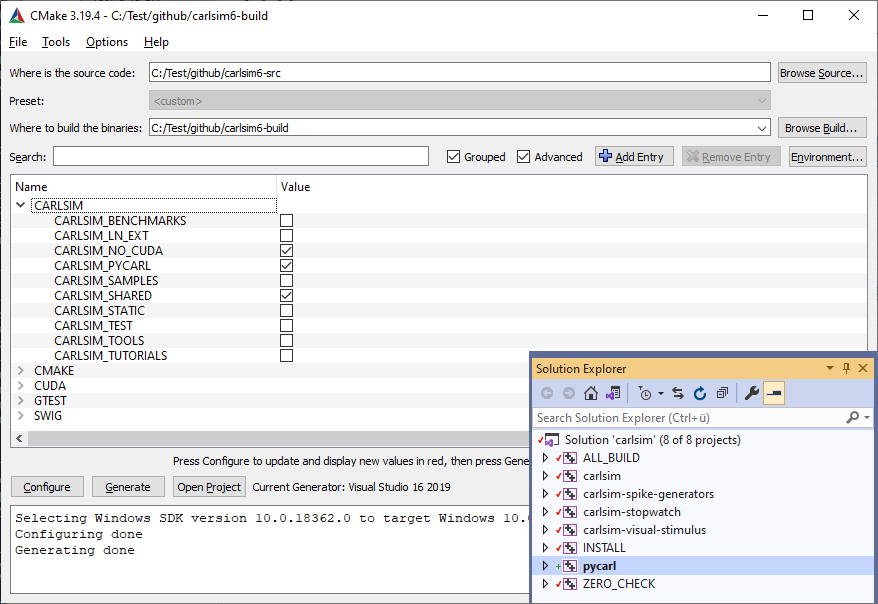 CMake 3.19.4 - C:/Test/github/carlsim6-build
File Tools Options Help
Where is the source code: C:/Test/github/carlsim6-src Browse Source...
Preset: <custom>
Where to build the binaries: C:/Test/github/carlsim6-build Browse Build...
Search: Grouped Advanced Add Entry Remove Entry Environment...
Name Value
CARLSIM
CARLSIM_BENCHMARKS
CARLSIM_LN_EXT
CARLSIM_NO_CUDA
CARLSIM_PYCARL
CARLSIM_SAMPLES
CARLSIM_SHARED
CARLSIM_STATIC
CARLSIM_TEST
CARLSIM_TOOLS
CARLSIM_TUTORIALS
CMAKE
CUDA
GTEST
SWIG
Press Configure to update and display new values in red, then press Gene
Configure Generate Open Project Current Generator: Visual Studio 16 2019
Selecting Windows SDK version 10.0.18362.0 to target Windows 10.0
Configuring done
Generating done
Solution Explorer
Search Solution Explorer (Ctrl+ü)
Solution 'carlsim' (8 of 8 projects)
ALL_BUILD
carlsim
carlsim-spike-generators
carlsim-stopwatch
carlsim-visual-stimulus
INSTALL
pycarl
ZERO_CHECK